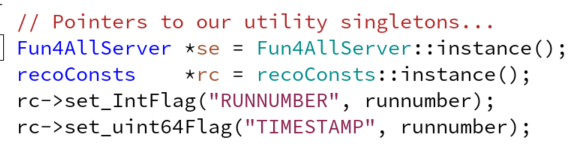 // Pointers to our utility singletons...
Fun4AllServer *se = Fun4AllServer::instance();
recoConsts    *rc = recoConsts::instance();
rc->set_IntFlag("RUNNUMBER", runnumber);
rc->set_uint64Flag("TIMESTAMP", runnumber);